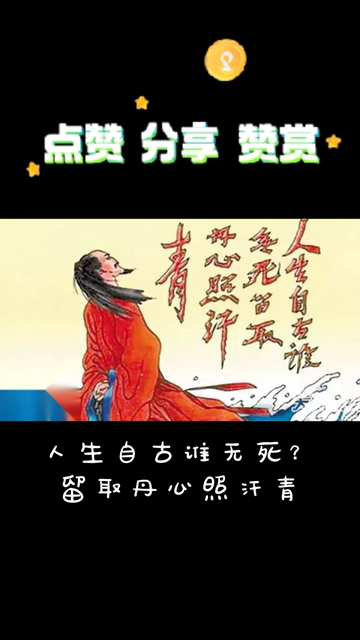 点赞 分享 赞赏
人生自古谁
无死留取
丹心照汗
青
人生自古谁无死?
留取丹心照汗青